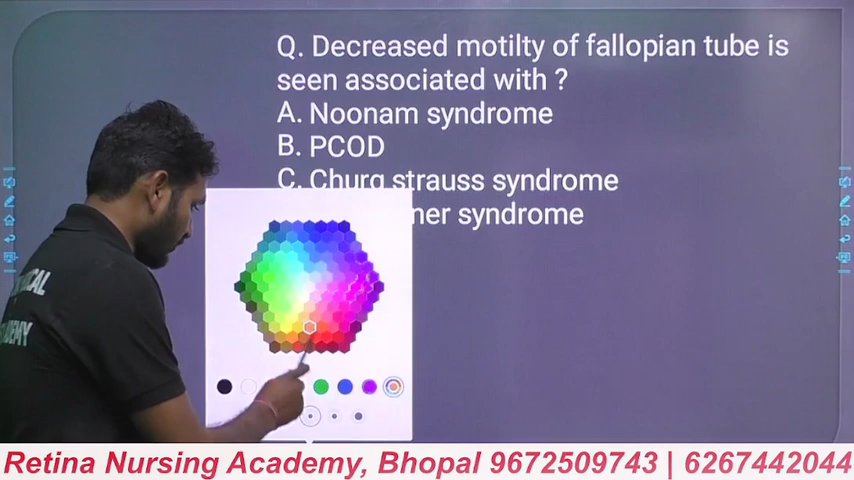 Q. Decreased motilty of fallopian tube is
seen associated with ?
A. Noonam syndrome
B. PCOD
C. Churg strauss syndrome
syndrome
Retina Nursing Academy, Bhopal 9672509743 | 6267442044